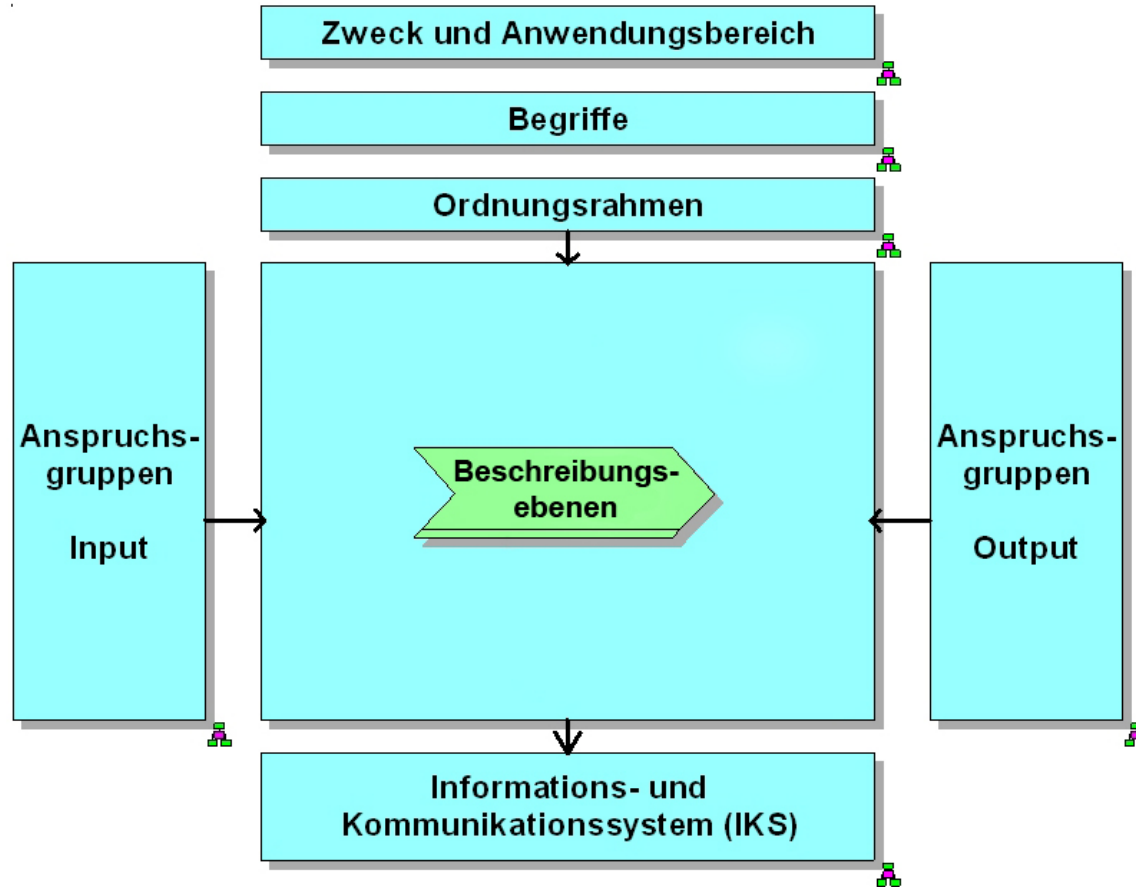 Zweck und Anwendungsbereich
Begriffe
Ordnungsrahmen
Anspruchs-
gruppen
Input
Beschreibungs-
ebenen
Anspruchs-
gruppen
Output
Informations- und
Kommunikationssystem (IKS)